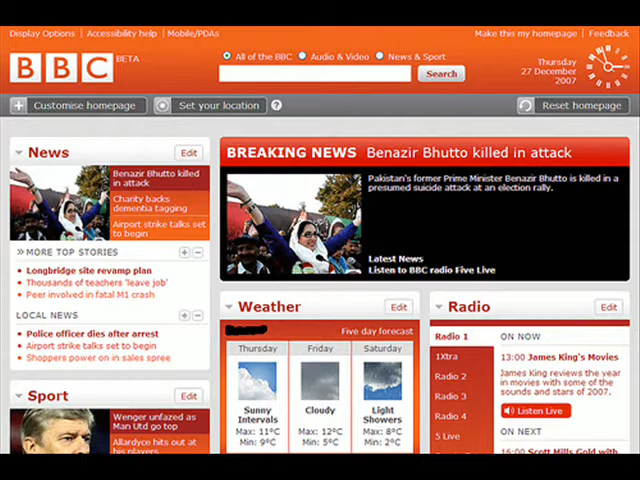 Display Options | Accessibility help | Mobile/PDAs
Make this my homepage | Feedback
BBC BETA
All of the BBC Audio & Video News & Sport
Search
Thursday
27 December
2007
Customise homepage
Set your location
?
Reset homepage
News
Edit
Benazir Bhutto killed in attack
Charity backs dementia tagging
Airport strike talks set to begin
MORE TOP STORIES
Longbridge site revamp plan
Thousands of teachers 'leave job'
Peer involved in fatal M1 crash
LOCAL NEWS
Police officer dies after arrest
Airport strike talks set to begin
Shoppers power on in sales spree
Sport
Edit
Wenger unfazed as Man Utd go top
Allardyce hits out at his players
BREAKING NEWS Benazir Bhutto killed in attack
Pakistan's former Prime Minister Benazir Bhutto is killed in a
presumed suicide attack at an election rally.
Latest News
Listen to BBC radio Five Live
Weather
Edit
Five day forecast
Thursday Friday Saturday
Sunny Intervals
Cloudy
Light Showers
Max: 11°C Max: 12°C Max: 8°C
Min: 9°C Min: 5°C Min: 2°C
Radio
Edit
Radio 1
1Xtra
Radio 2
Radio 3
Radio 4
5 Live
ON NOW
13:00 James King's Movies
James King reviews the year
in movies with some of the
sounds and stars of 2007.
Listen Live
ON NEXT
16:00 Scott Mills Gold with